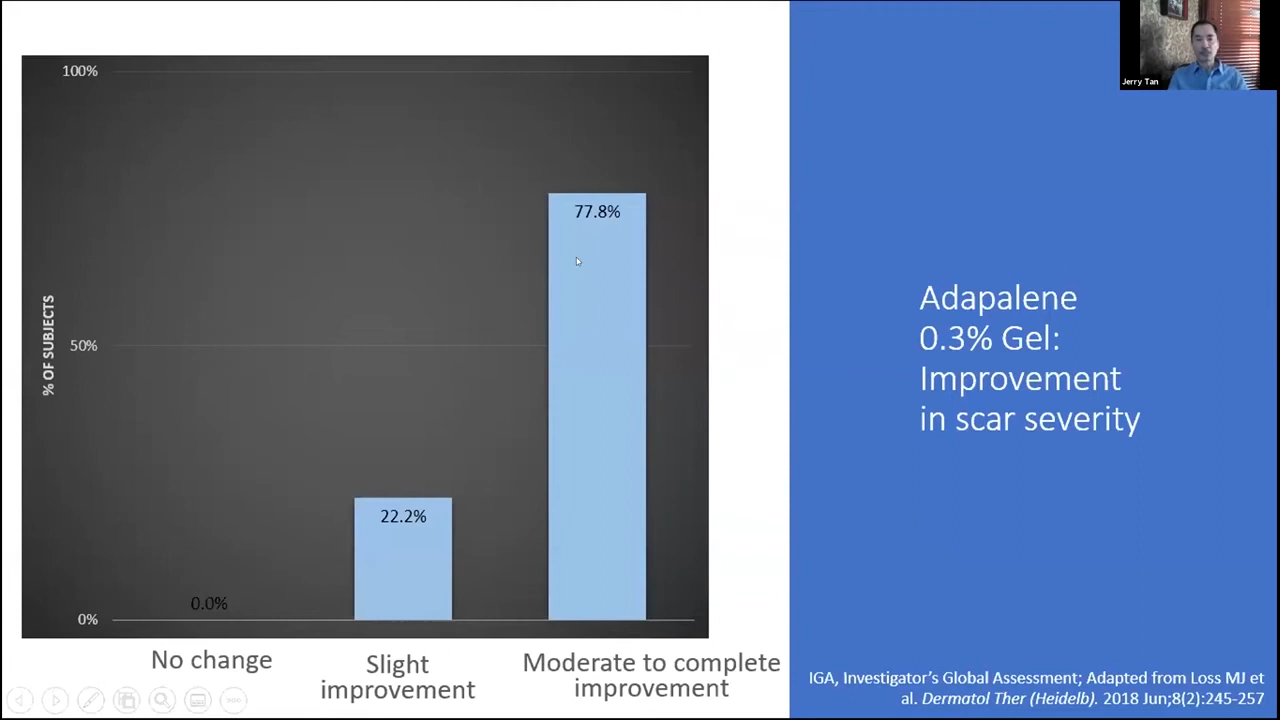 Jerry Tan
100%
50%
0%
% OF SUBJECTS
77.8%
22.2%
0.0%
No change
Slight
improvement
Moderate to complete
improvement
Adapalene
0.3% Gel:
Improvement
in scar severity
IGA, Investigator's Global Assessment; Adapted from Loss MJ et
al. Dermatol Ther (Heidelb). 2018 Jun;8(2):245-257